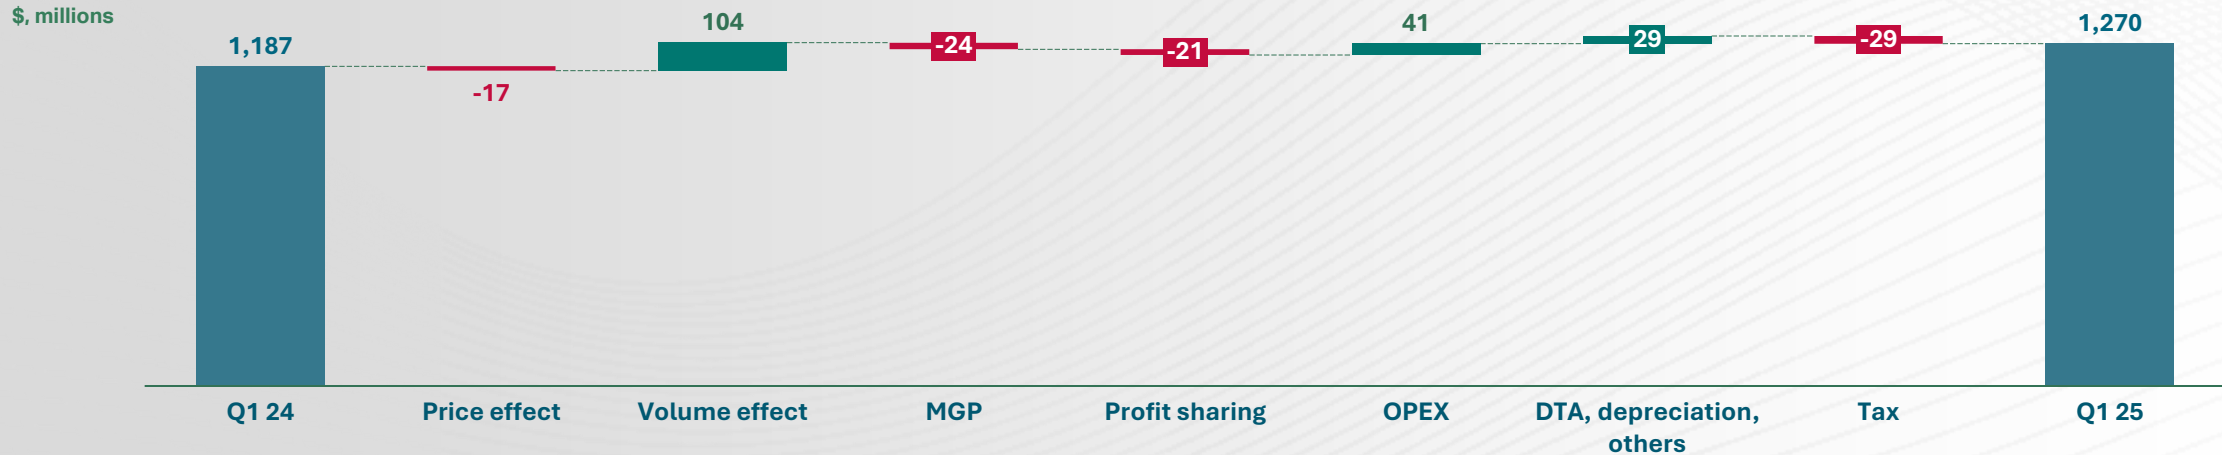 $, millions
1,187
-17
104
-24
-21
41
29
-29
1,270
Q1 24
Price effect
Volume effect
MGP
Profit sharing
OPEX
DTA, depreciation,
others
Tax
Q1 25